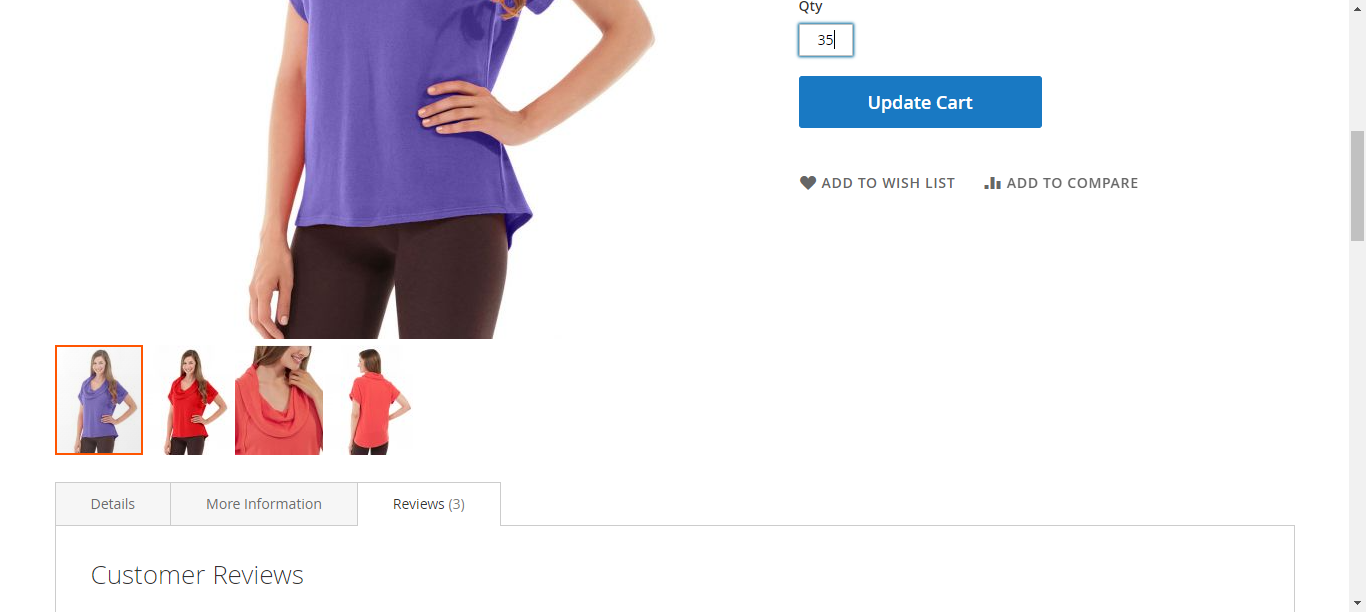 Qty
35
Update Cart
ADD TO WISH LIST
ADD TO COMPARE
Details
More Information
Reviews (3)
Customer Reviews